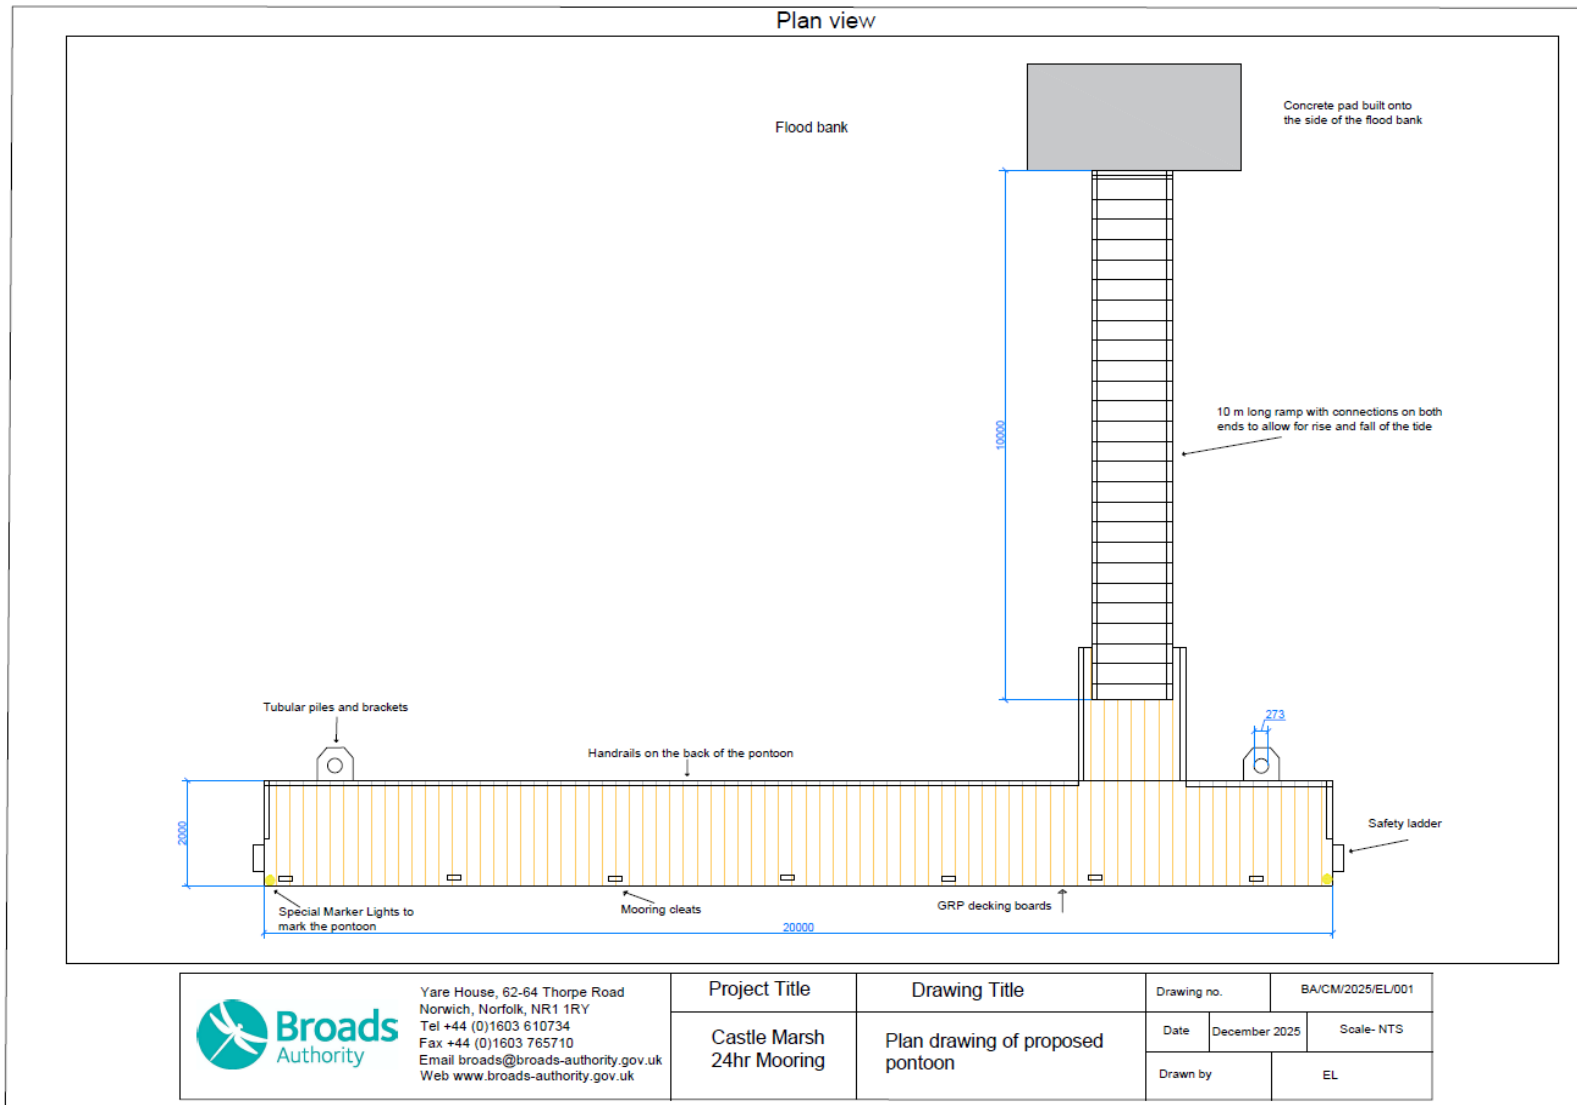 Plan view
Flood bank
Concrete pad built onto
the side of the flood bank
10000
10 m long ramp with connections on both
ends to allow for rise and fall of the tide
Tubular piles and brackets
Handrails on the back of the pontoon
273
2000
Safety ladder
Special Marker Lights to
mark the pontoon
Mooring cleats
GRP decking boards
20000
Broads
Authority
Yare House, 62-64 Thorpe Road
Norwich, Norfolk, NR1 1RY
Tel +44 (0)1603 610734
Fax +44 (0)1603 765710
Email broads@broads-authority.gov.uk
Web www.broads-authority.gov.uk
Project Title
Castle Marsh
24hr Mooring
Drawing Title
Plan drawing of proposed
pontoon
Drawing no.
BA/CM/2025/EL/001
Date
December 2025
Scale- NTS
Drawn by
EL